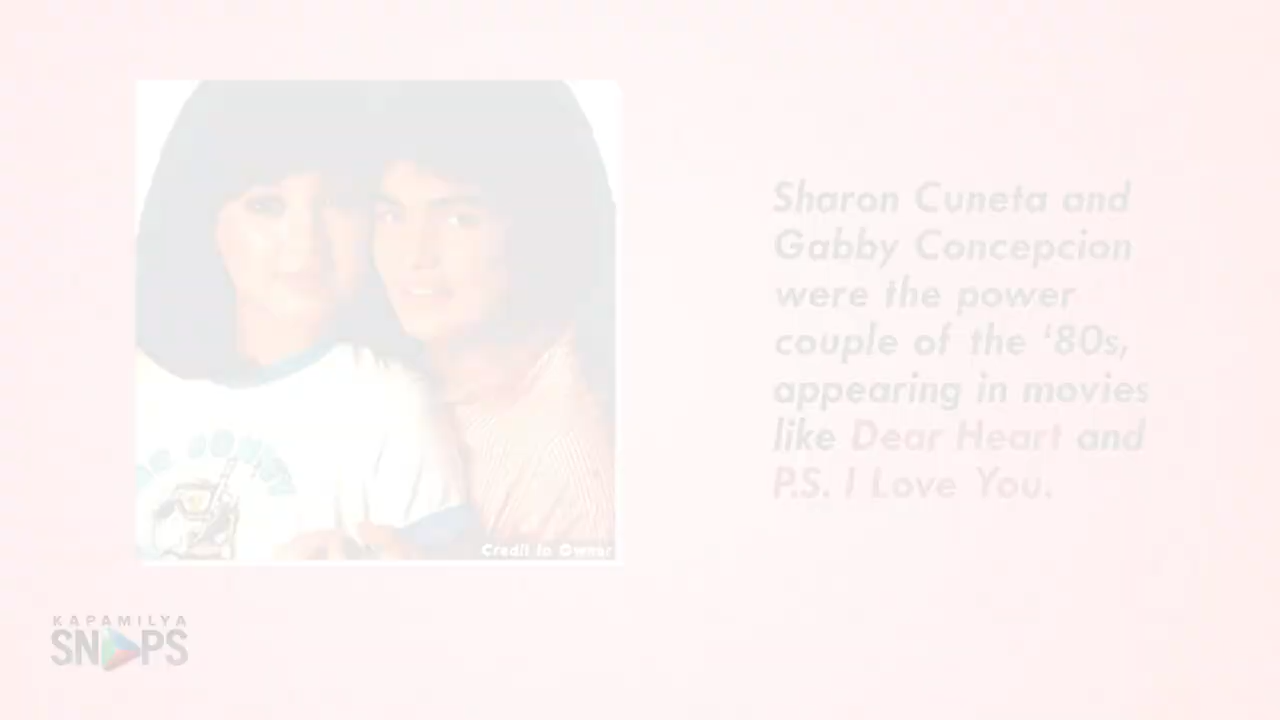 Sharon Cuneta and
Gabby Concepcion
were the power
couple of the ‘80s,
appearing in movies
like Dear Heart and
P.S. I Love You.
Credit to Owner
KAPAMILYA
SNAPS